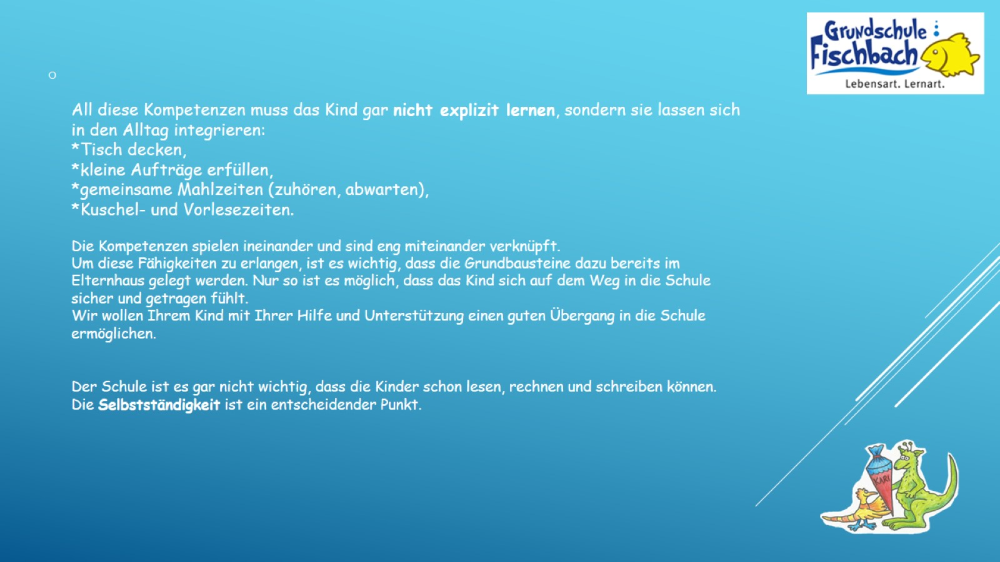 Grundschule
Fischbach
Lebensart. Lernart.
All diese Kompetenzen muss das Kind gar nicht explizit lernen, sondern sie lassen sich
in den Alltag integrieren:
*Tisch decken,
*kleine Aufträge erfüllen,
*gemeinsame Mahlzeiten (zuhören, abwarten),
*Kuschel- und Vorlesezeiten.
Die Kompetenzen spielen ineinander und sind eng miteinander verknüpft.
Um diese Fähigkeiten zu erlangen, ist es wichtig, dass die Grundbausteine dazu bereits im
Elternhaus gelegt werden. Nur so ist es möglich, dass das Kind sich auf dem Weg in die Schule
sicher und getragen fühlt.
Wir wollen Ihrem Kind mit Ihrer Hilfe und Unterstützung einen guten Übergang in die Schule
ermöglichen.
Der Schule ist es gar nicht wichtig, dass die Kinder schon lesen, rechnen und schreiben können.
Die Selbstständigkeit ist ein entscheidender Punkt.
KARI